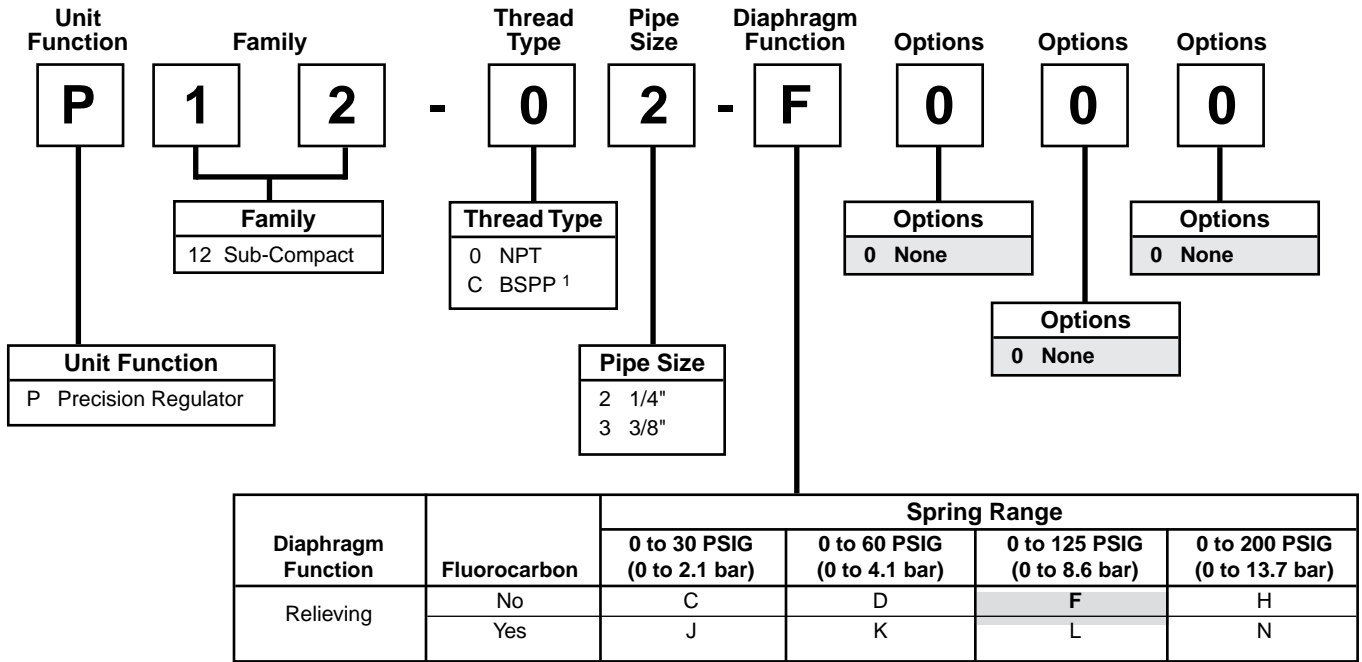 Unit Function
Family
Thread Type
Pipe Size
Diaphragm Function
Options
Options
Options
P 1 2 - 0 2 - F 0 0 0
Family
12 Sub-Compact
Thread Type
0 NPT
C BSPP 1
Options
0 None
Options
0 None
Options
0 None
Unit Function
P Precision Regulator
Pipe Size
2 1/4"
3 3/8"
Diaphragm Function
Fluorocarbon
Spring Range
0 to 30 PSIG (0 to 2.1 bar)
0 to 60 PSIG (0 to 4.1 bar)
0 to 125 PSIG (0 to 8.6 bar)
0 to 200 PSIG (0 to 13.7 bar)
Relieving
No C D F H
Yes J K L N